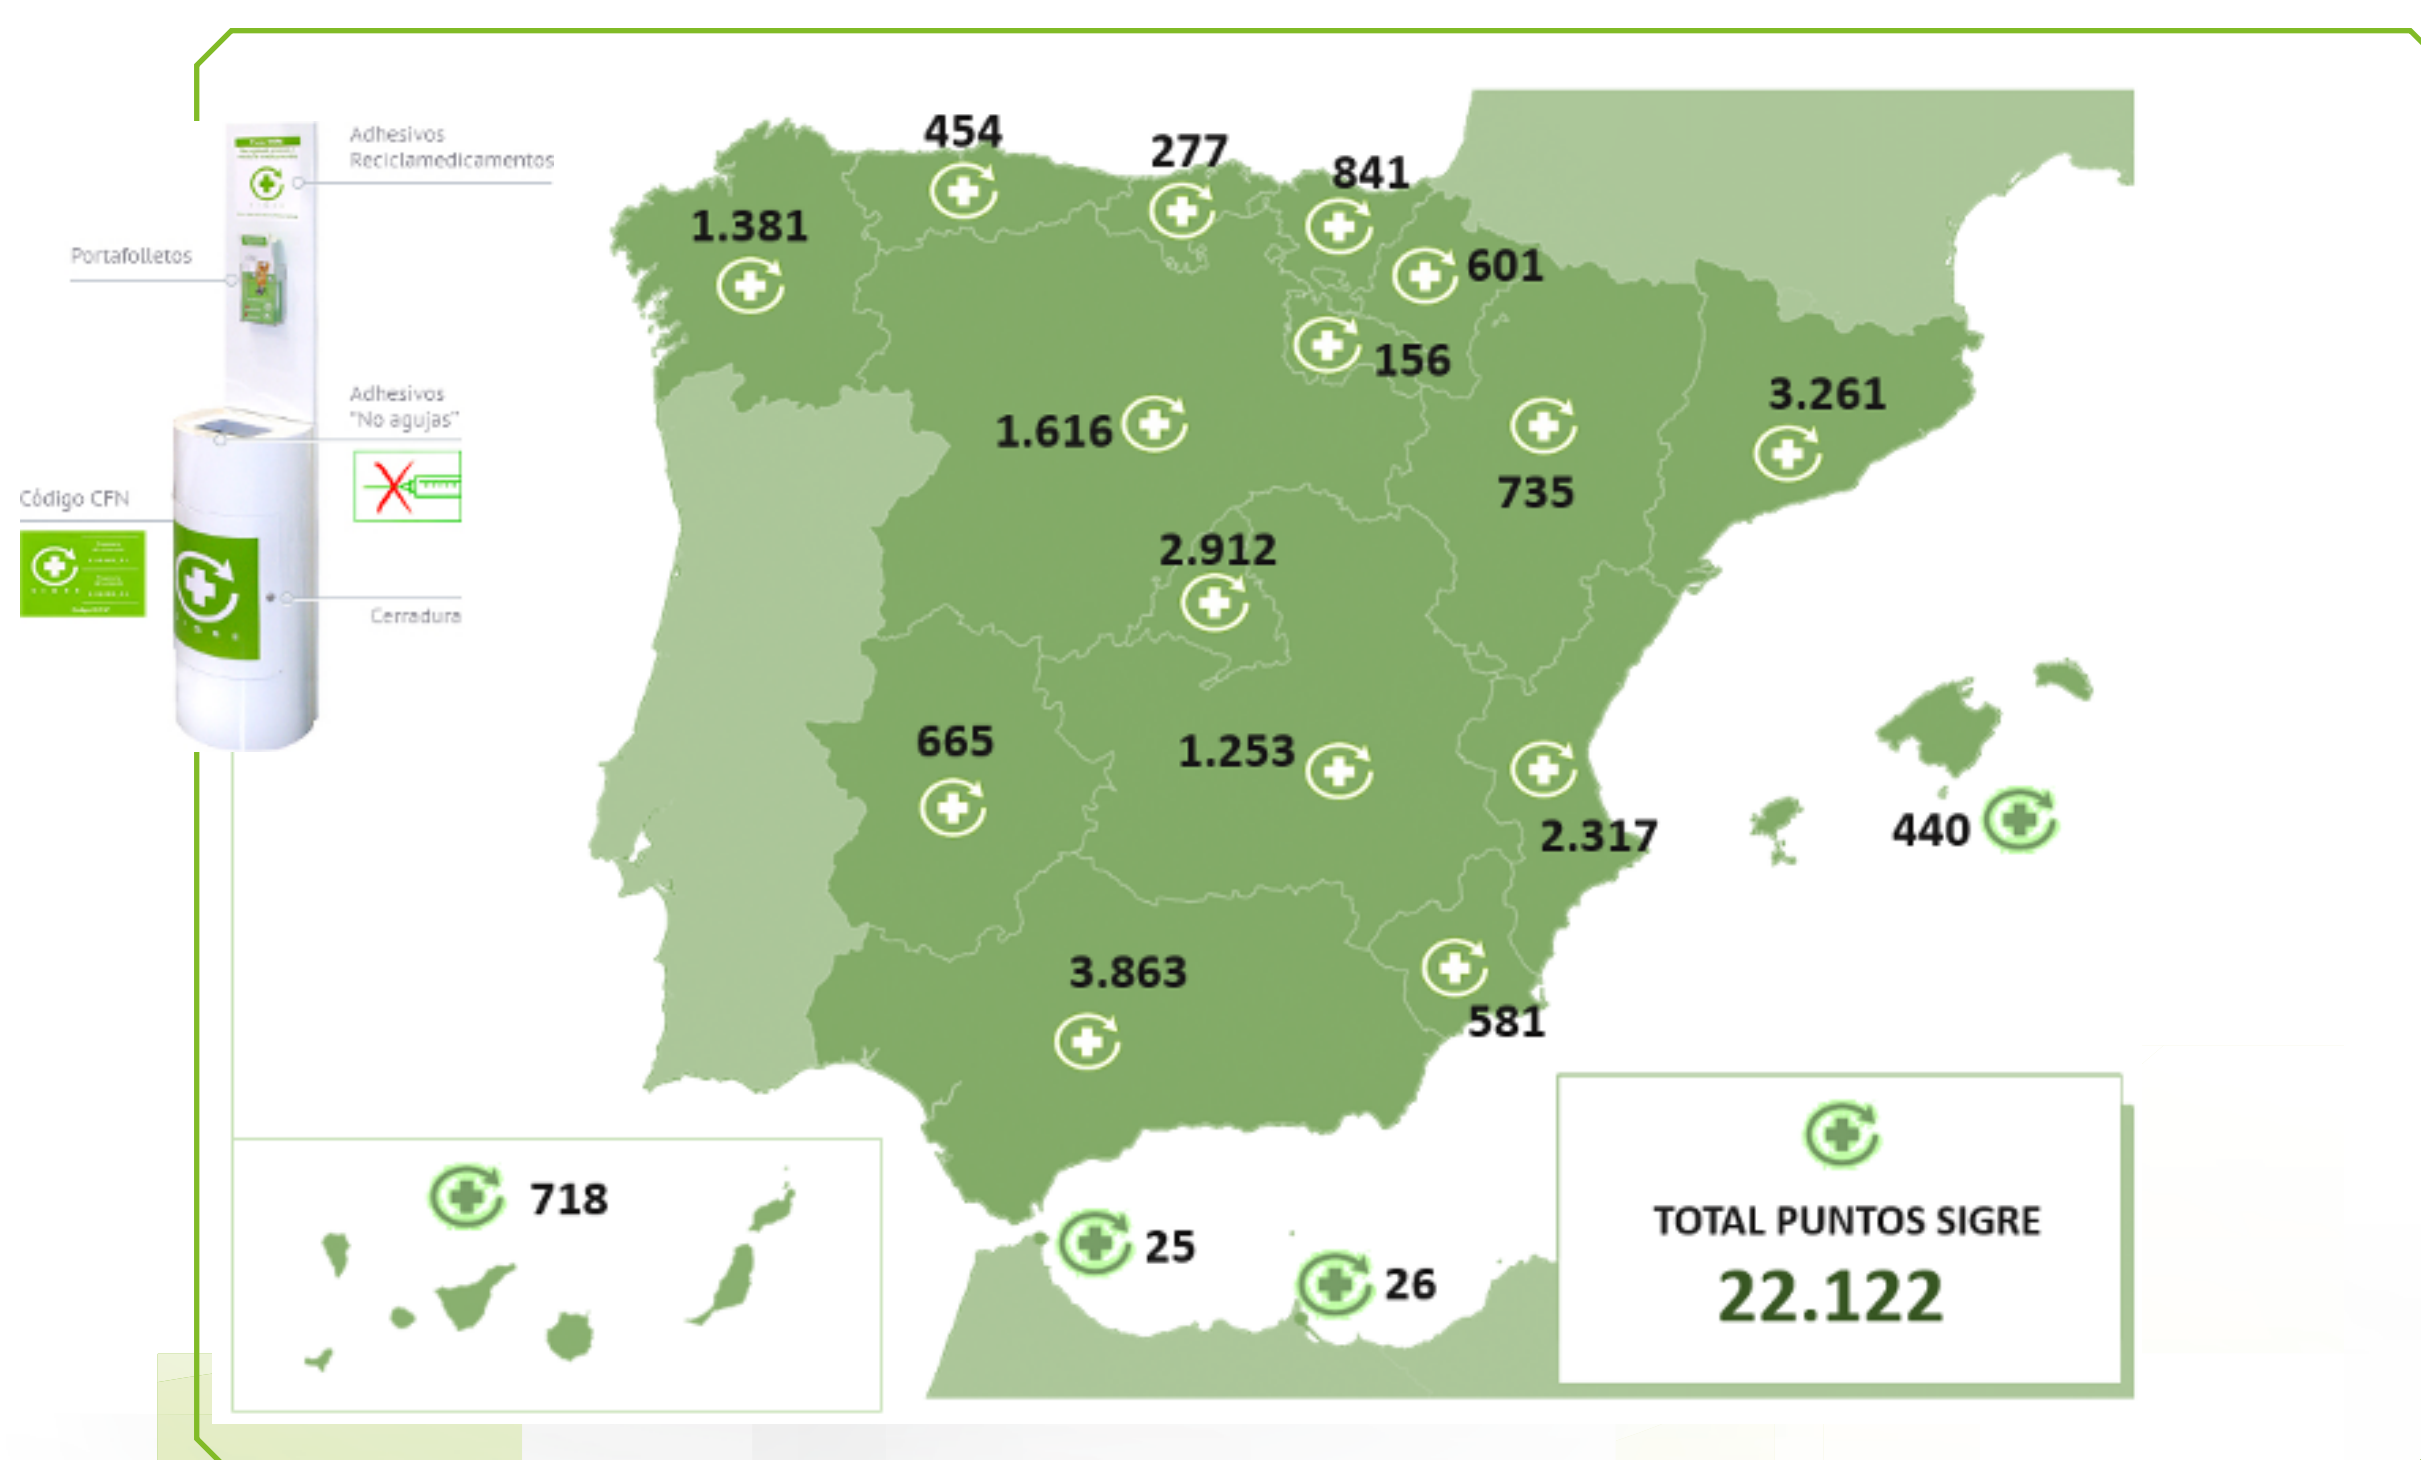 Adhesivos
Reciclamedicamentos
Portafolletos
Adhesivos
"No agujas"
Código CFN
Cerradura
454
277
841
1.381
601
156
1.616
735
3.261
2.912
665
1.253
2.317
440
3.863
581
718
25
26
TOTAL PUNTOS SIGRE
22.122